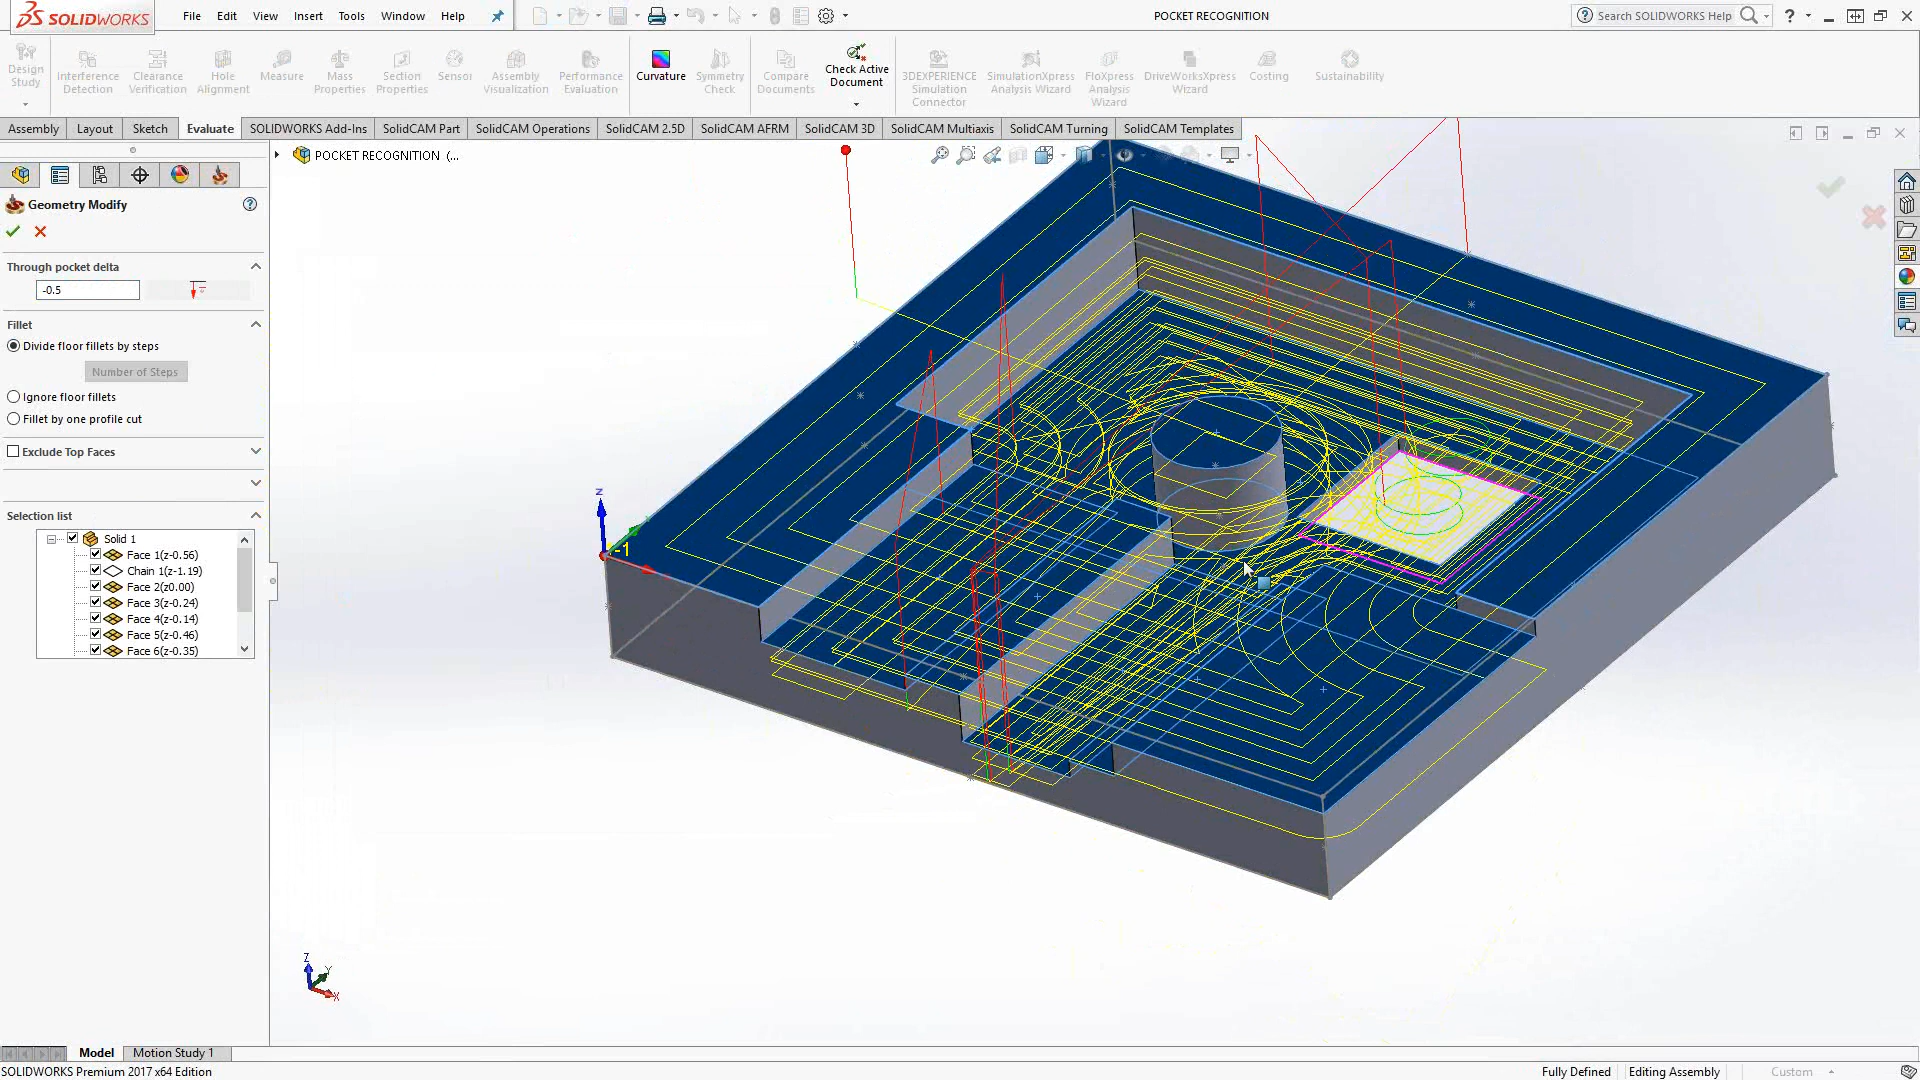 SOLIDWORKS
File Edit View Insert Tools Window Help
POCKET RECOGNITION
Search SOLIDWORKS Help
Design Study
Interference Detection
Clearance Verification
Hole Alignment
Measure
Mass Properties
Section Properties
Sensor
Assembly Visualization
Performance Evaluation
Curvature
Symmetry Check
Compare Documents
Check Active Document
3DEXPERIENCE Simulation Connector
SimulationXpress Analysis Wizard
FloXpress Analysis Wizard
DriveWorksXpress Wizard
Costing
Sustainability
Assembly Layout Sketch Evaluate SOLIDWORKS Add-Ins SolidCAM Part SolidCAM Operations SolidCAM 2.5D SolidCAM AFRM SolidCAM 3D SolidCAM Multiaxis SolidCAM Turning SolidCAM Templates
POCKET RECOGNITION (...
Geometry Modify
Through pocket delta
-0.5
Fillet
Divide floor fillets by steps
Number of Steps
Ignore floor fillets
Fillet by one profile cut
Exclude Top Faces
Selection list
Solid 1
Face 1(z-0.56)
Chain 1(z-1.19)
Face 2(z0.00)
Face 3(z-0.24)
Face 4(z-0.14)
Face 5(z-0.46)
Face 6(z-0.35)
Z
-1
Z
Y
X
Model Motion Study 1
SOLIDWORKS Premium 2017 x64 Edition
Fully Defined Editing Assembly Custom